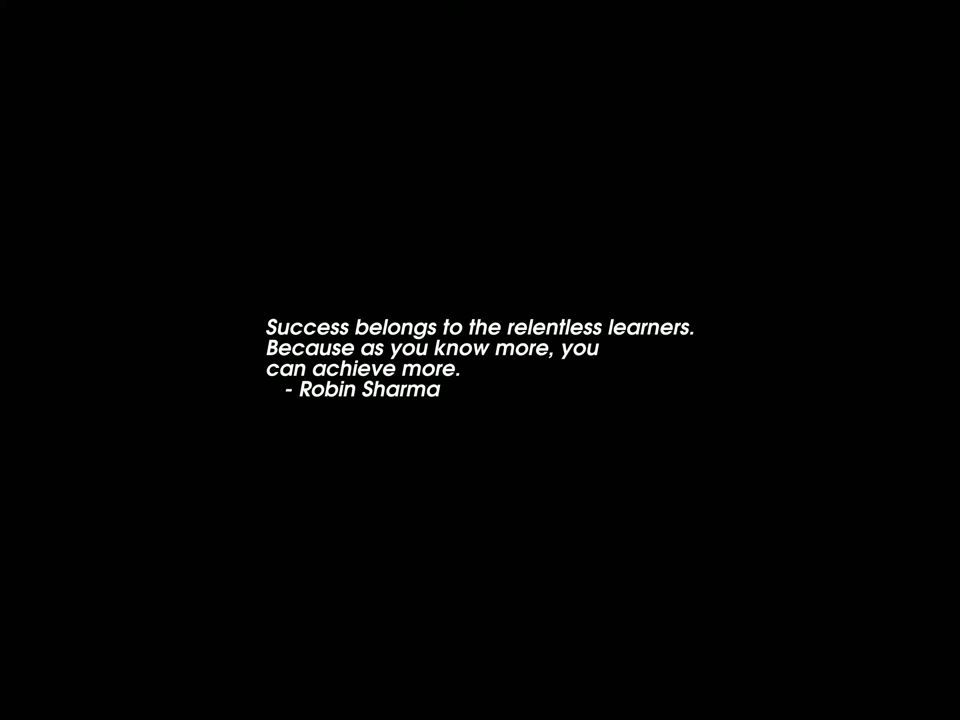 Success belongs to the relentless learners.
Because as you know more, you
can achieve more.
- Robin Sharma